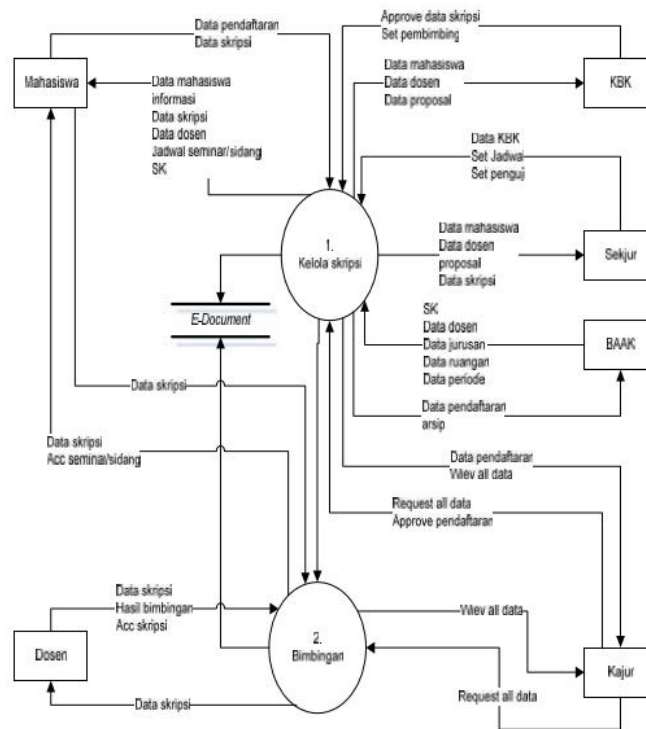 Data pendaftaran
Data skripsi
Mahasiswa
Data mahasiswa
informasi
Data skripsi
Data dosen
Jadwal seminar/sidang
SK
Approve data skripsi
Set pembimbing
Data mahasiswa
Data dosen
Data proposal
KBK
Data KBK
Set Jadwal
Set penguji
1.
Kelola skripsi
Data mahasiswa
Data dosen
proposal
Data skripsi
Sekjur
E-Document
SK
Data dosen
Data jurusan
Data ruangan
Data periode
BAAK
Data skripsi
Data pendaftaran
arsip
Data skripsi
Acc seminar/sidang
Data pendaftaran
Wiev all data
Request all data
Approve pendaftaran
Data skripsi
Hasil bimbingan
Acc skripsi
Dosen
2.
Bimbingan
Wiev all data
Kajur
Request all data
Data skripsi